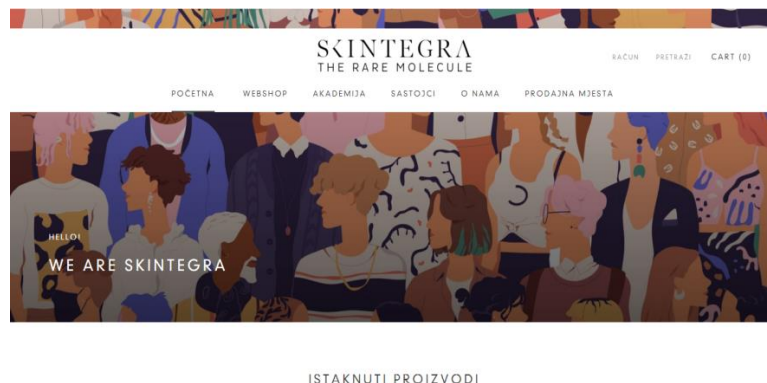 SKINTEGRA
THE RARE MOLECULE
RAČUN PRETRAŽI CART (0)
POČETNA WEBSHOP AKADEMIJA SASTOJCI O NAMA PRODAJNA MJESTA
HELLO!
WE ARE SKINTEGRA
ISTAKNUTI PROIZVODI